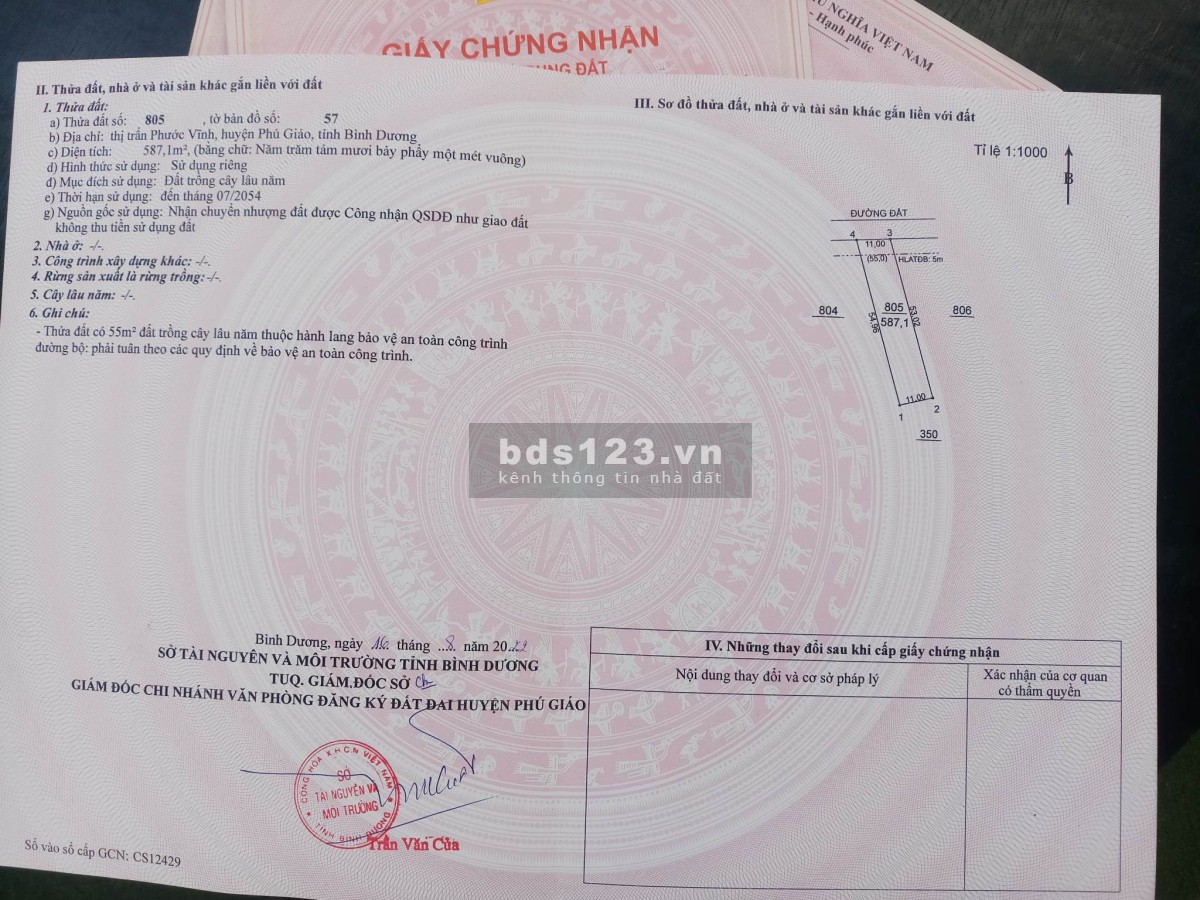 GIẤY CHỨNG NHẬN
DỤNG ĐẤT
NGHĨA VIỆT NAM
- Hạnh phúc
II. Thửa đất, nhà ở và tài sản khác gắn liền với đất
1. Thửa đất:
a) Thửa đất số: 805 , tờ bản đồ số: 57
b) Địa chỉ: thị trấn Phước Vĩnh, huyện Phú Giáo, tỉnh Bình Dương
c) Diện tích: 587,1m², (bằng chữ: Năm trăm tám mươi bảy phẩy một mét vuông)
d) Hình thức sử dụng: Sử dụng riêng
đ) Mục đích sử dụng: Đất trồng cây lâu năm
e) Thời hạn sử dụng: đến tháng 07/2054
g) Nguồn gốc sử dụng: Nhận chuyển nhượng đất được Công nhận QSDĐ như giao đất
không thu tiền sử dụng đất
2. Nhà ở: -/-.
3. Công trình xây dựng khác: -/-.
4. Rừng sản xuất là rừng trồng: -/-.
5. Cây lâu năm: -/-.
6. Ghi chú:
- Thửa đất có 55m² đất trồng cây lâu năm thuộc hành lang bảo vệ an toàn công trình
đường bộ: phải tuân theo các quy định về bảo vệ an toàn công trình.
III. Sơ đồ thửa đất, nhà ở và tài sản khác gắn liền với đất
Tỉ lệ 1:1000
B
ĐƯỜNG ĐẤT
4 3
11,00
(55,0) HLATĐB: 5m
804 805 806
587,1
54,96
53,02
11,00
1 2
350
bds123.vn
kênh thông tin nhà đất
Bình Dương, ngày 16 tháng ..8. năm 20
SỞ TÀI NGUYÊN VÀ MÔI TRƯỜNG TỈNH BÌNH DƯƠNG
TUQ. GIÁM ĐỐC SỞ
GIÁM ĐỐC CHI NHÁNH VĂN PHÒNG ĐĂNG KÝ ĐẤT ĐAI HUYỆN PHÚ GIÁO
CỘNG HÒA X.H.C.N VIỆT NAM
SỞ
TÀI NGUYÊN VÀ
MÔI TRƯỜNG
TỈNH BÌNH DƯƠNG
Trần Văn Của
Số vào sổ cấp GCN: CS12429
IV. Những thay đổi sau khi cấp giấy chứng nhận
Nội dung thay đổi và cơ sở pháp lý
Xác nhận của cơ quan
có thẩm quyền